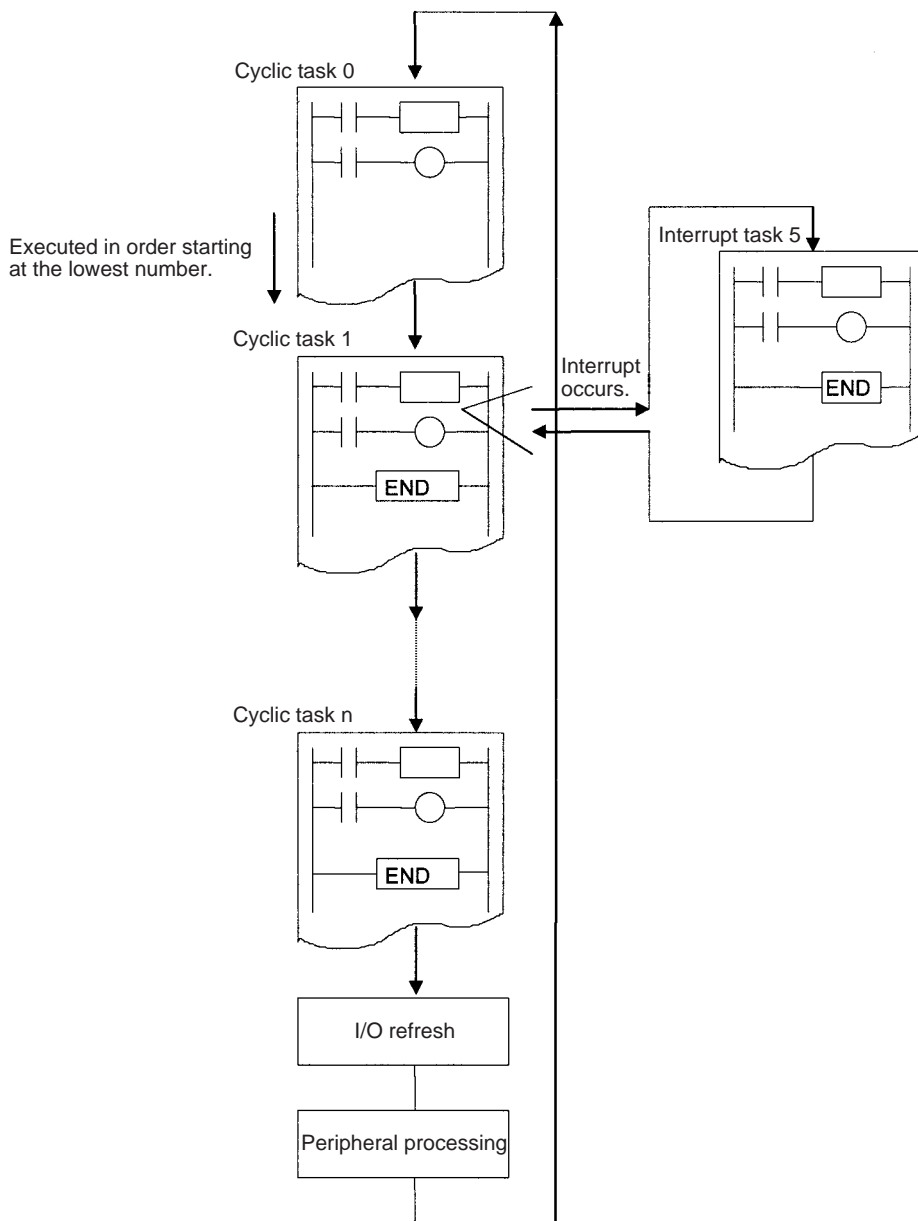 Cyclic task 0
Executed in order starting
at the lowest number.
Interrupt task 5
END
Cyclic task 1
Interrupt
occurs.
END
Cyclic task n
END
I/O refresh
Peripheral processing